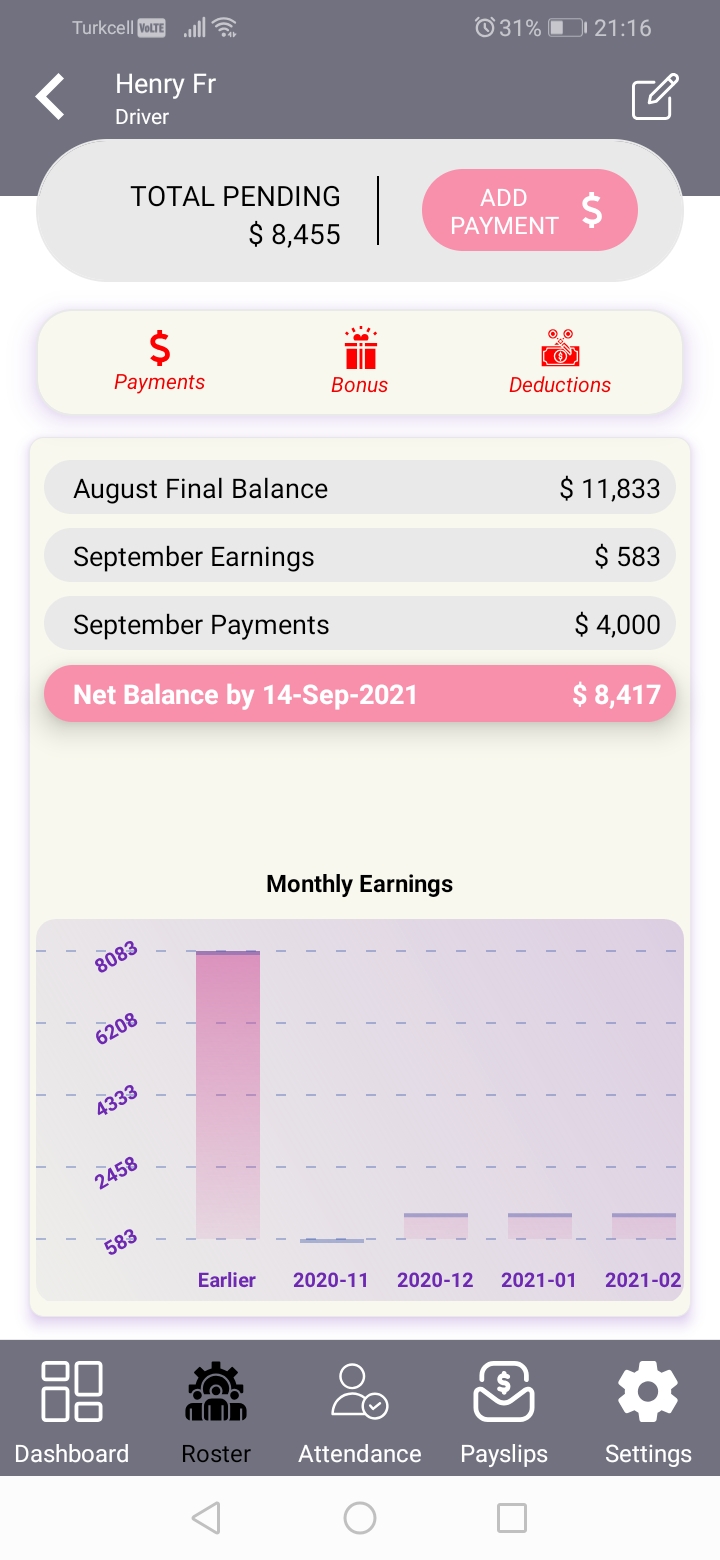 Turkcell VoLTE 31% 21:16
Henry Fr
Driver
TOTAL PENDING
$ 8,455
ADD
PAYMENT $
$
Payments
Bonus
Deductions
August Final Balance $ 11,833
September Earnings $ 583
September Payments $ 4,000
Net Balance by 14-Sep-2021 $ 8,417
Monthly Earnings
8083
6208
4333
2458
583
Earlier 2020-11 2020-12 2021-01 2021-02
Dashboard Roster Attendance Payslips Settings